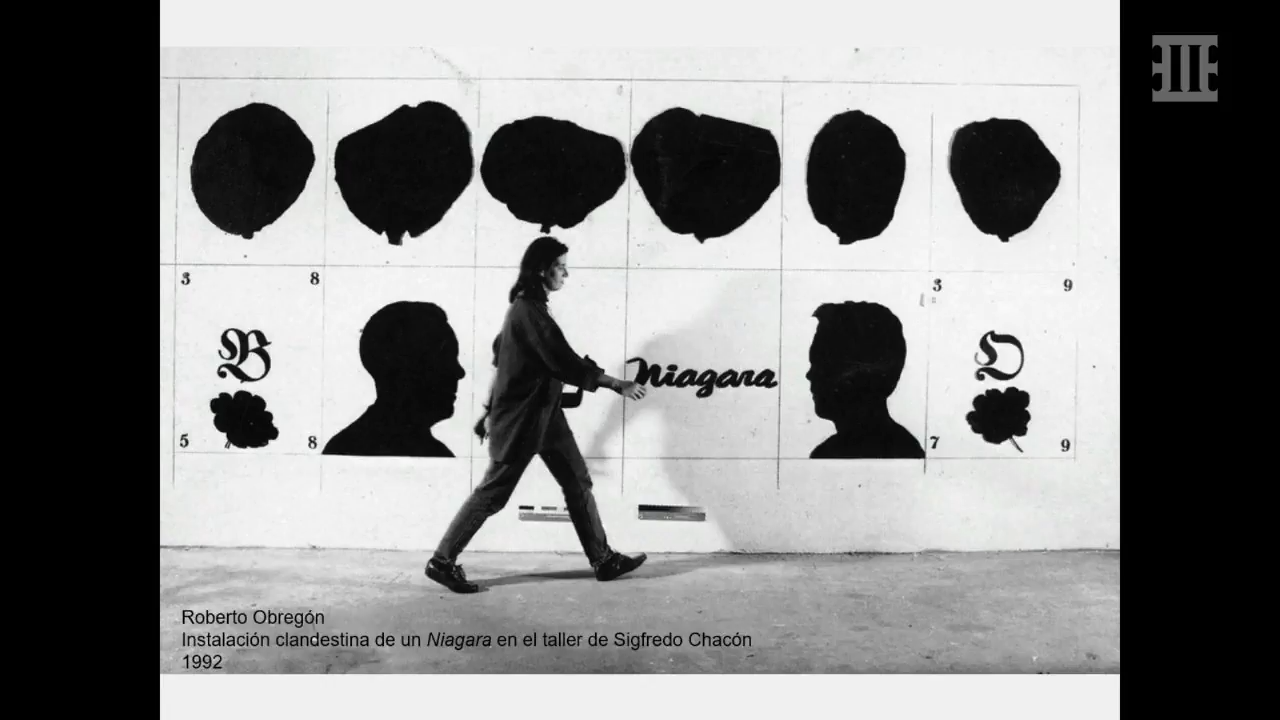 3 8 3 9
B Niagara D
5 8 7 9
Roberto Obregón
Instalación clandestina de un Niagara en el taller de Sigfredo Chacón
1992